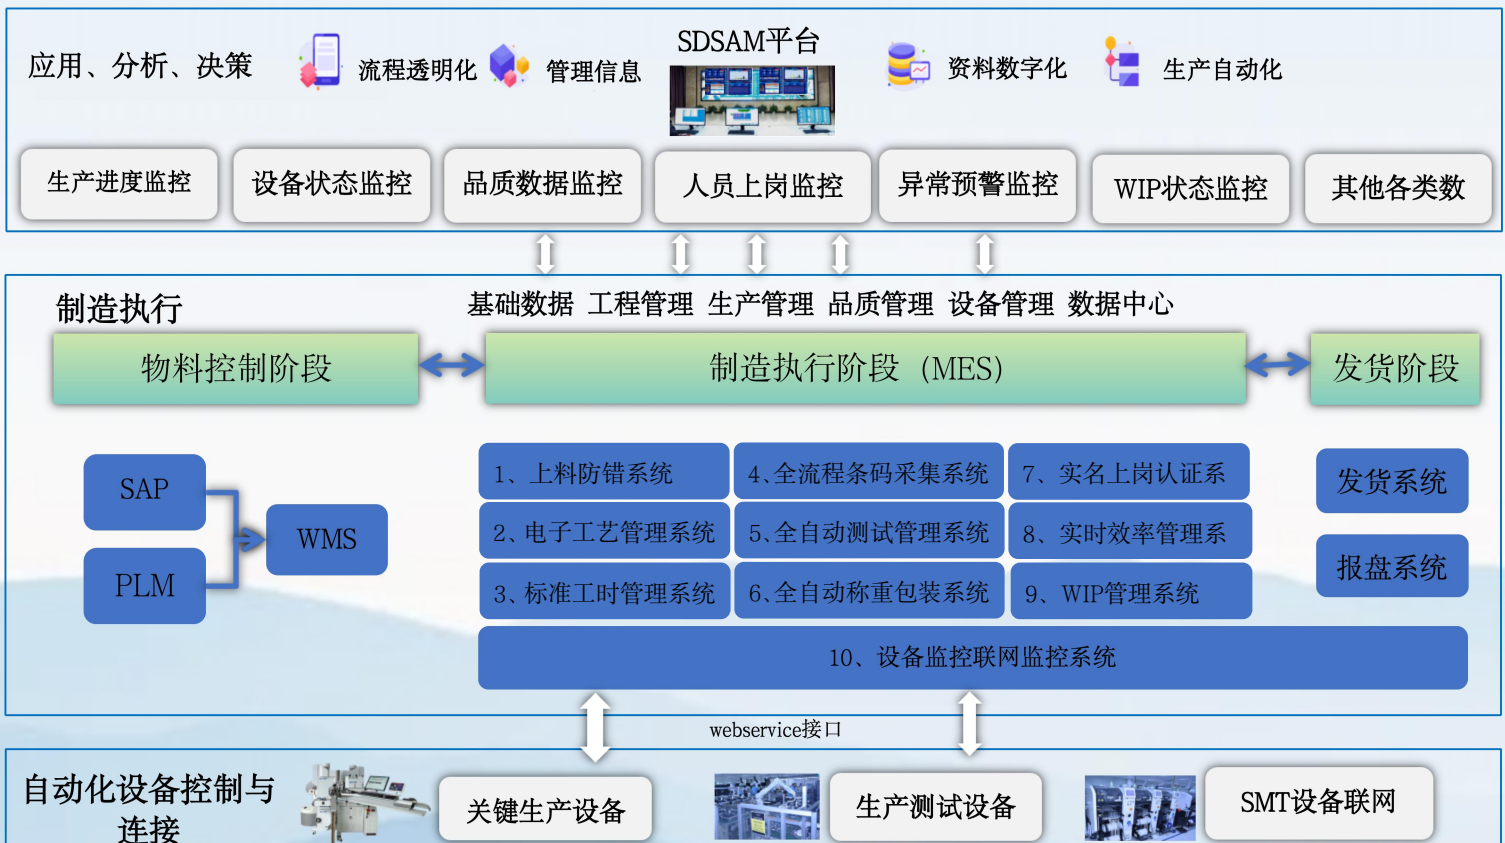 SDSAM平台
应用、分析、决策
流程透明化
管理信息
资料数字化
生产自动化
生产进度监控
设备状态监控
品质数据监控
人员上岗监控
异常预警监控
WIP状态监控
其他各类数
制造执行
基础数据 工程管理 生产管理 品质管理 设备管理 数据中心
物料控制阶段
制造执行阶段（MES）
发货阶段
SAP
PLM
WMS
1、上料防错系统
4、全流程条码采集系统
7、实名上岗认证系
2、电子工艺管理系统
5、全自动测试管理系统
8、实时效率管理系
3、标准工时管理系统
6、全自动称重包装系统
9、WIP管理系统
10、设备监控联网监控系统
发货系统
报盘系统
webservice接口
自动化设备控制与
连接
关键生产设备
生产测试设备
SMT设备联网